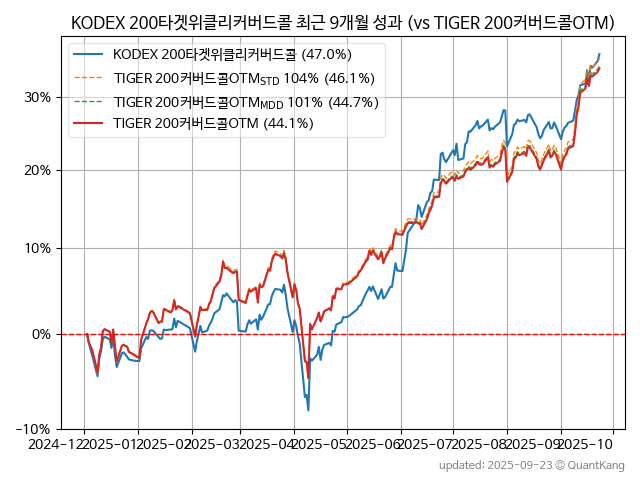 KODEX 200타겟위클리커버드콜 최근 9개월 성과 (vs TIGER 200커버드콜OTM)
KODEX 200타겟위클리커버드콜 (47.0%)
TIGER 200커버드콜OTM_STD 104% (46.1%)
TIGER 200커버드콜OTM_MDD 101% (44.7%)
TIGER 200커버드콜OTM (44.1%)
30%
20%
10%
0%
-10%
2024-12 2025-01 2025-02 2025-03 2025-04 2025-05 2025-06 2025-07 2025-08 2025-09 2025-10
updated: 2025-09-23 ⓒ QuantKang